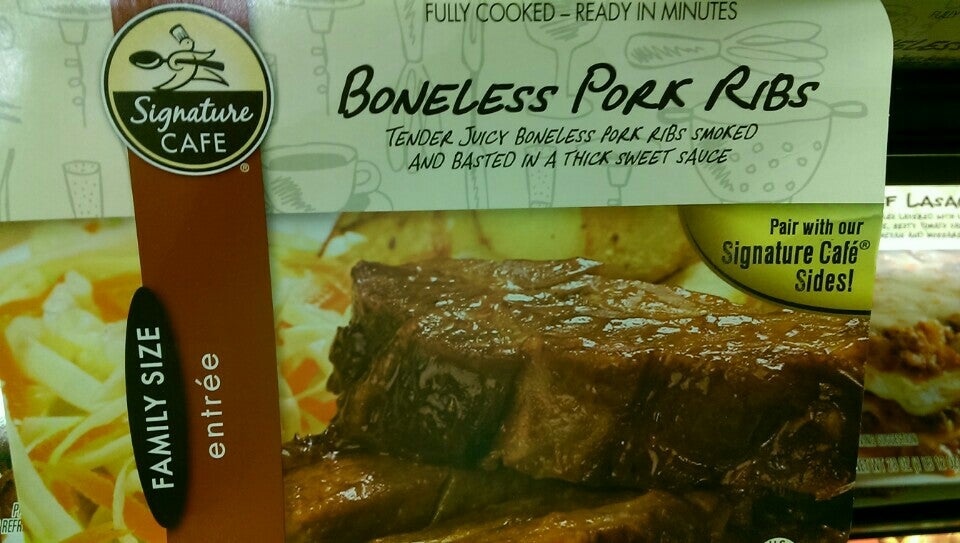 FULLY COOKED – READY IN MINUTES
Signature
CAFE
®
BONELESS PORK RIBS
TENDER JUICY BONELESS PORK RIBS SMOKED
AND BASTED IN A THICK SWEET SAUCE
Pair with our
Signature Café®
Sides!
FAMILY SIZE
entrée
F LASA